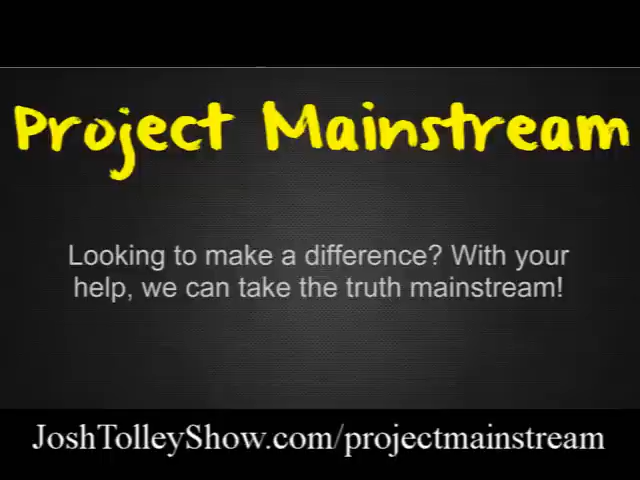 Project Mainstream
Looking to make a difference? With your
help, we can take the truth mainstream!
JoshTolleyShow.com/projectmainstream